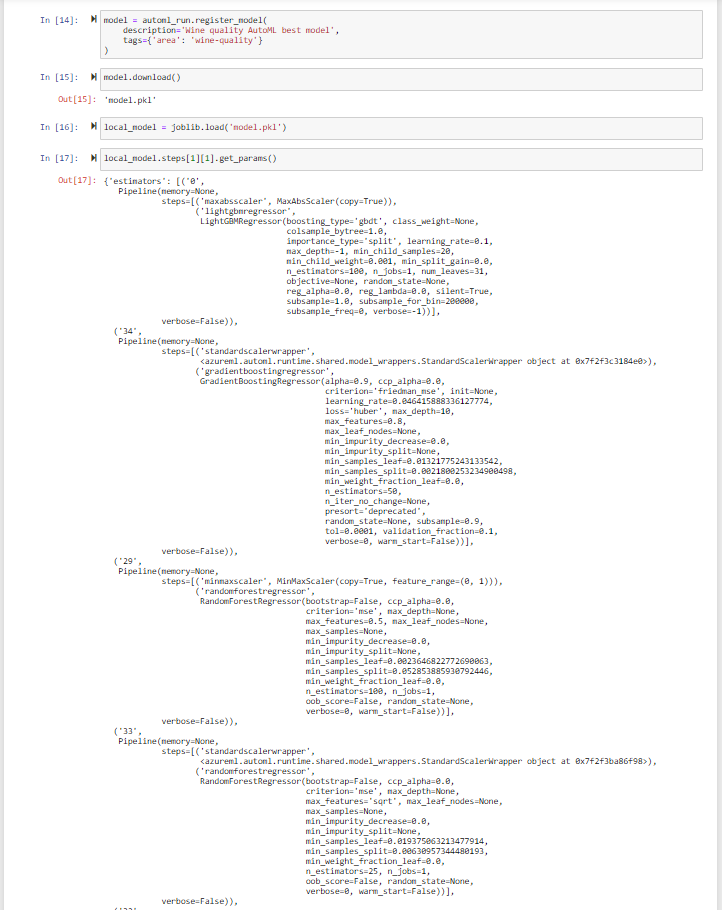 In [14]: model = automl_run.register_model(
description='Wine quality AutoML best model',
tags={'area': 'wine-quality'}
)
In [15]: model.download()
Out[15]: 'model.pkl'
In [16]: local_model = joblib.load('model.pkl')
In [17]: local_model.steps[1][1].get_params()
Out[17]: {'estimators': [('0',
Pipeline(memory=None,
steps=[('maxabsscaler', MaxAbsScaler(copy=True)),
('lightgbmregressor',
LightGBMRegressor(boosting_type='gbdt', class_weight=None,
colsample_bytree=1.0,
importance_type='split', learning_rate=0.1,
max_depth=-1, min_child_samples=20,
min_child_weight=0.001, min_split_gain=0.0,
n_estimators=100, n_jobs=1, num_leaves=31,
objective=None, random_state=None,
reg_alpha=0.0, reg_lambda=0.0, silent=True,
subsample=1.0, subsample_for_bin=200000,
subsample_freq=0, verbose=-1))],
verbose=False)),
('34',
Pipeline(memory=None,
steps=[('standardscalerwrapper',
<azureml.automl.runtime.shared.model_wrappers.StandardScalerWrapper object at 0x7f2f3c3184e0>),
('gradientboostingregressor',
GradientBoostingRegressor(alpha=0.9, ccp_alpha=0.0,
criterion='friedman_mse', init=None,
learning_rate=0.046415888336127774,
loss='huber', max_depth=10,
max_features=0.8,
max_leaf_nodes=None,
min_impurity_decrease=0.0,
min_impurity_split=None,
min_samples_leaf=0.01321775243133542,
min_samples_split=0.0021800253234900498,
min_weight_fraction_leaf=0.0,
n_estimators=50,
n_iter_no_change=None,
presort='deprecated',
random_state=None, subsample=0.9,
tol=0.0001, validation_fraction=0.1,
verbose=0, warm_start=False))],
verbose=False)),
('29',
Pipeline(memory=None,
steps=[('minmaxscaler', MinMaxScaler(copy=True, feature_range=(0, 1))),
('randomforestregressor',
RandomForestRegressor(bootstrap=False, ccp_alpha=0.0,
criterion='mse', max_depth=None,
max_features=0.5, max_leaf_nodes=None,
max_samples=None,
min_impurity_decrease=0.0,
min_impurity_split=None,
min_samples_leaf=0.0023646822772690063,
min_samples_split=0.052853885930792446,
min_weight_fraction_leaf=0.0,
n_estimators=100, n_jobs=1,
oob_score=False, random_state=None,
verbose=0, warm_start=False))],
verbose=False)),
('33',
Pipeline(memory=None,
steps=[('standardscalerwrapper',
<azureml.automl.runtime.shared.model_wrappers.StandardScalerWrapper object at 0x7f2f3ba86f98>),
('randomforestregressor',
RandomForestRegressor(bootstrap=False, ccp_alpha=0.0,
criterion='mse', max_depth=None,
max_features='sqrt', max_leaf_nodes=None,
max_samples=None,
min_impurity_decrease=0.0,
min_impurity_split=None,
min_samples_leaf=0.019375063213477914,
min_samples_split=0.00630957344480193,
min_weight_fraction_leaf=0.0,
n_estimators=25, n_jobs=1,
oob_score=False, random_state=None,
verbose=0, warm_start=False))],
verbose=False)),